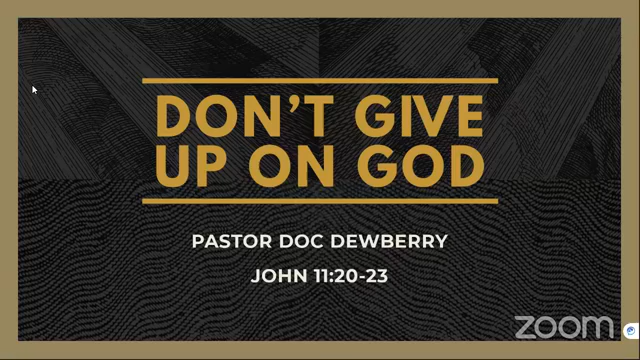 DON'T GIVE
UP ON GOD
PASTOR DOC DEWBERRY
JOHN 11:20-23
zoom